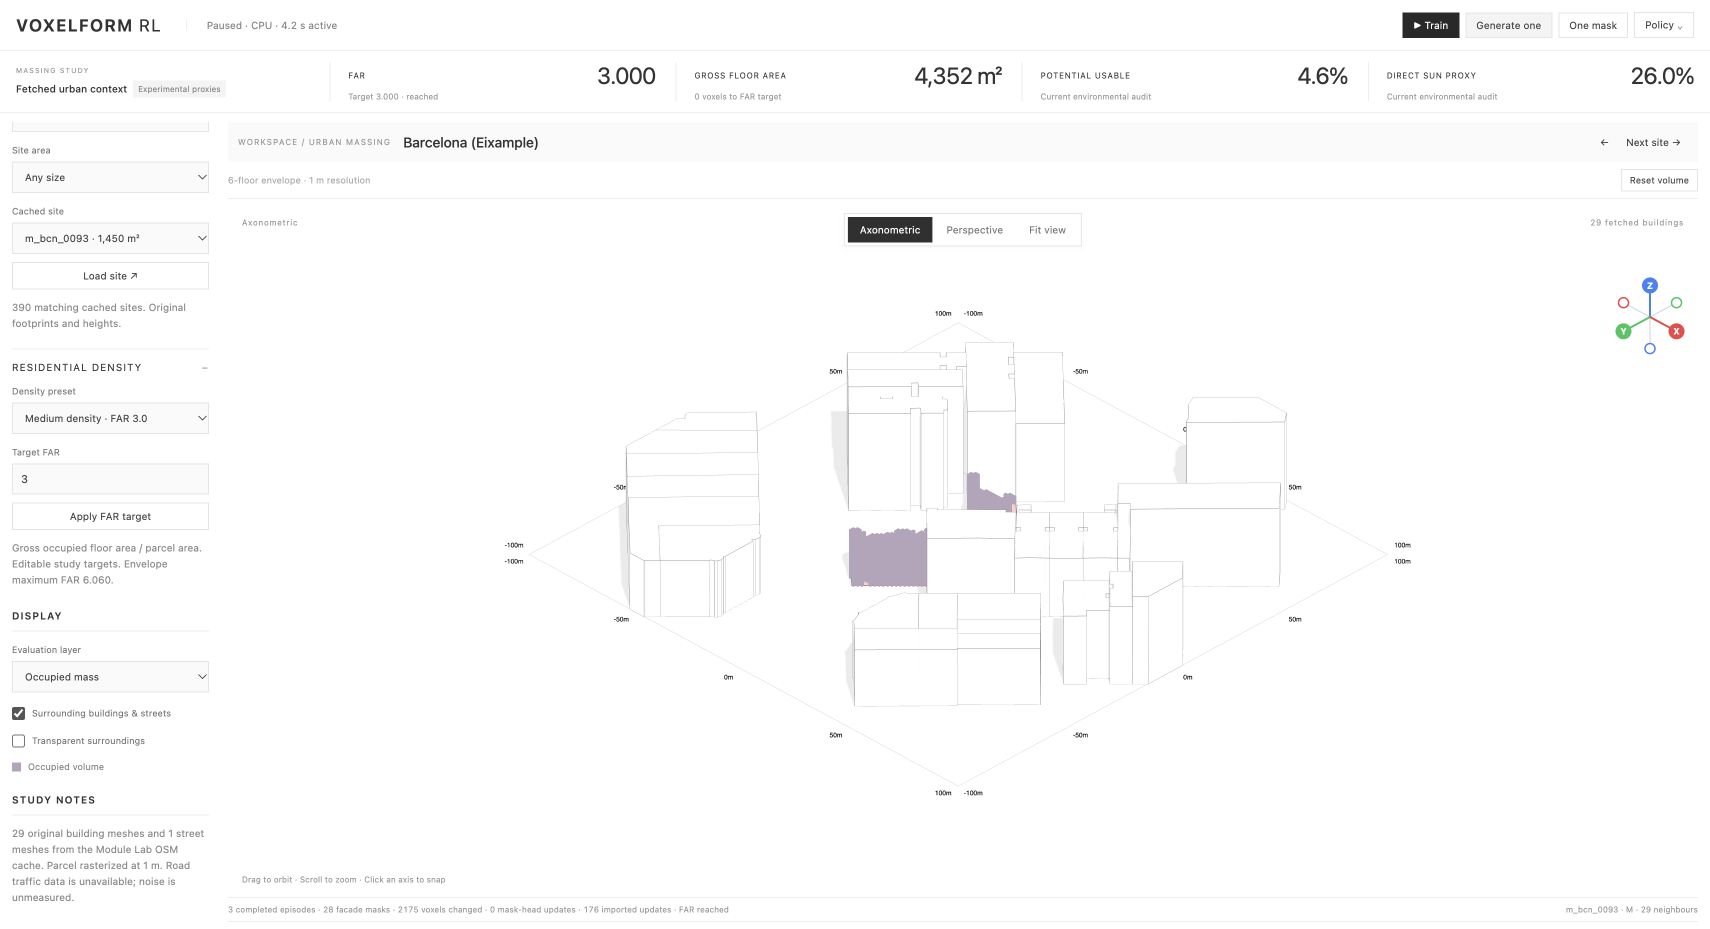 VOXELFORM RL
Paused · CPU · 4.2 s active
▶ Train
Generate one
One mask
Policy
MASSING STUDY
Fetched urban context
Experimental proxies
FAR
3.000
Target 3.000 · reached
GROSS FLOOR AREA
4,352 m²
0 voxels to FAR target
POTENTIAL USABLE
4.6%
Current environmental audit
DIRECT SUN PROXY
26.0%
Current environmental audit
Site area
Any size
Cached site
m_bcn_0093 · 1,450 m²
Load site ↗
390 matching cached sites. Original
footprints and heights.
RESIDENTIAL DENSITY
–
Density preset
Medium density · FAR 3.0
Target FAR
3
Apply FAR target
Gross occupied floor area / parcel area.
Editable study targets. Envelope
maximum FAR 6.060.
DISPLAY
Evaluation layer
Occupied mass
Surrounding buildings & streets
Transparent surroundings
Occupied volume
STUDY NOTES
29 original building meshes and 1 street
meshes from the Module Lab OSM
cache. Parcel rasterized at 1 m. Road
traffic data is unavailable; noise is
unmeasured.
WORKSPACE / URBAN MASSING
Barcelona (Eixample)
←
Next site →
6-floor envelope · 1 m resolution
Reset volume
Axonometric
Axonometric
Perspective
Fit view
29 fetched buildings
Z
Y
X
100m
-100m
50m
-50m
-50m
50m
-100m
-100m
100m
100m
-50m
50m
0m
0m
50m
-50m
100m
-100m
Drag to orbit · Scroll to zoom · Click an axis to snap
3 completed episodes · 28 facade masks · 2175 voxels changed · 0 mask-head updates · 176 imported updates · FAR reached
m_bcn_0093 · M · 29 neighbours